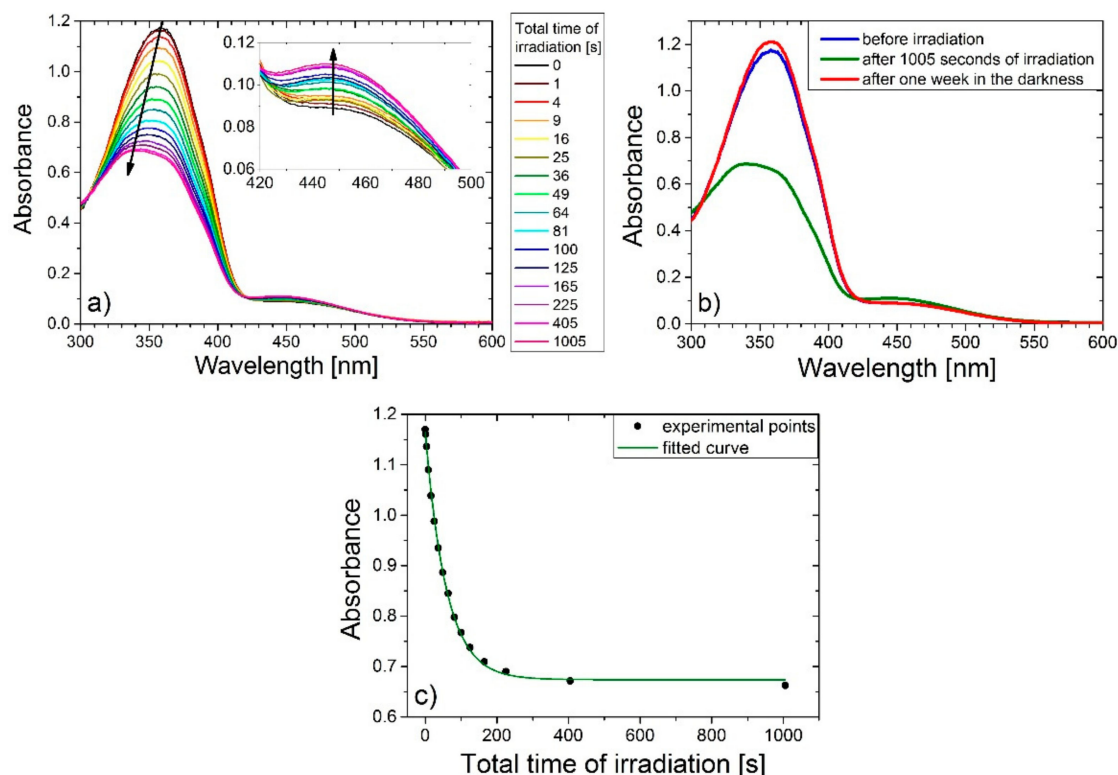 Absorbance
1.2
1.0
0.8
0.6
0.4
0.2
0.0
300 350 400 450 500 550 600
Wavelength [nm]
a)
0.12
0.10
0.08
0.06
420 440 460 480 500
Total time of
irradiation [s]
0
1
4
9
16
25
36
49
64
81
100
125
165
225
405
1005
Absorbance
1.2
1.0
0.8
0.6
0.4
0.2
0.0
300 350 400 450 500 550 600
Wavelength [nm]
b)
before irradiation
after 1005 seconds of irradiation
after one week in the darkness
Absorbance
1.2
1.1
1.0
0.9
0.8
0.7
0.6
0 200 400 600 800 1000
Total time of irradiation [s]
c)
experimental points
fitted curve